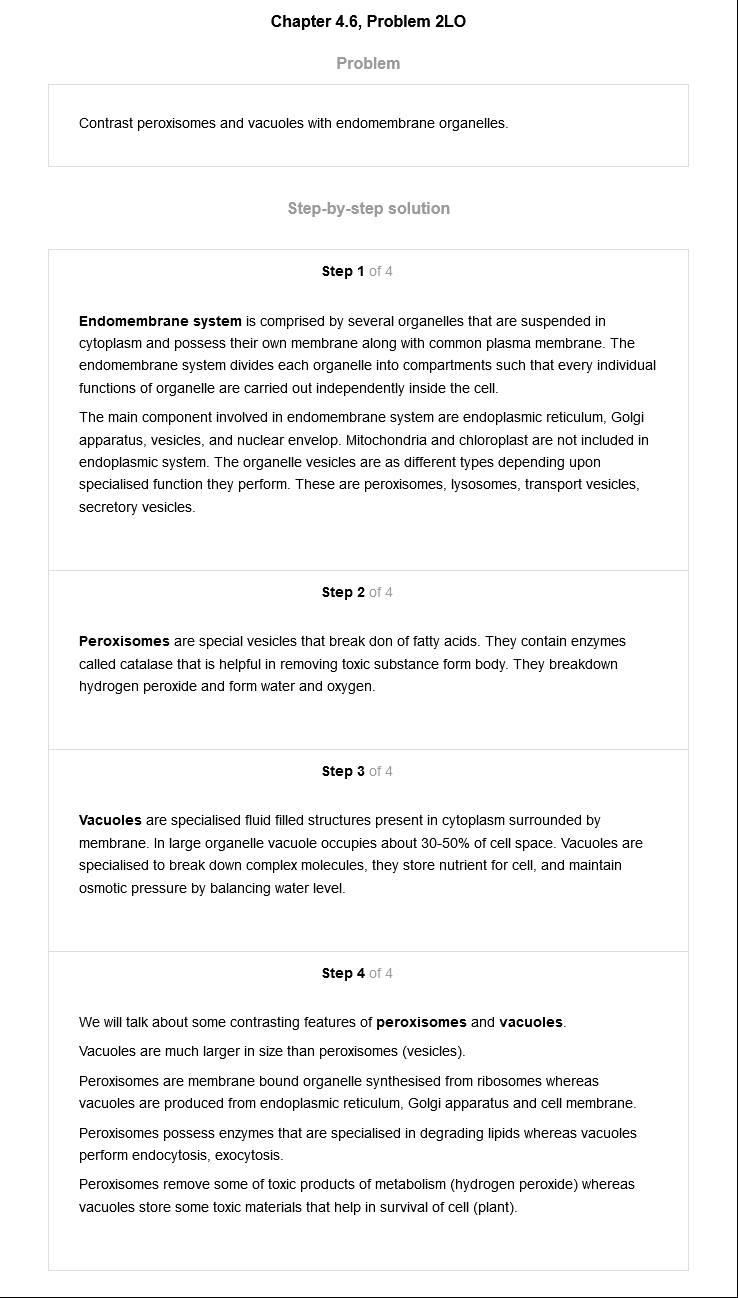 Chapter 4.6, Problem 2LO
Problem
Contrast peroxisomes and vacuoles with endomembrane organelles.
Step-by-step solution
Step 1 of 4
Endomembrane system is comprised by several organelles that are suspended in
cytoplasm and possess their own membrane along with common plasma membrane. The
endomembrane system divides each organelle into compartments such that every individual
functions of organelle are carried out independently inside the cell.
The main component involved in endomembrane system are endoplasmic reticulum, Golgi
apparatus, vesicles, and nuclear envelop. Mitochondria and chloroplast are not included in
endoplasmic system. The organelle vesicles are as different types depending upon
specialised function they perform. These are peroxisomes, lysosomes, transport vesicles,
secretory vesicles.
Step 2 of 4
Peroxisomes are special vesicles that break don of fatty acids. They contain enzymes
called catalase that is helpful in removing toxic substance form body. They breakdown
hydrogen peroxide and form water and oxygen.
Step 3 of 4
Vacuoles are specialised fluid filled structures present in cytoplasm surrounded by
membrane. In large organelle vacuole occupies about 30-50% of cell space. Vacuoles are
specialised to break down complex molecules, they store nutrient for cell, and maintain
osmotic pressure by balancing water level.
Step 4 of 4
We will talk about some contrasting features of peroxisomes and vacuoles.
Vacuoles are much larger in size than peroxisomes (vesicles).
Peroxisomes are membrane bound organelle synthesised from ribosomes whereas
vacuoles are produced from endoplasmic reticulum, Golgi apparatus and cell membrane.
Peroxisomes possess enzymes that are specialised in degrading lipids whereas vacuoles
perform endocytosis, exocytosis.
Peroxisomes remove some of toxic products of metabolism (hydrogen peroxide) whereas
vacuoles store some toxic materials that help in survival of cell (plant).